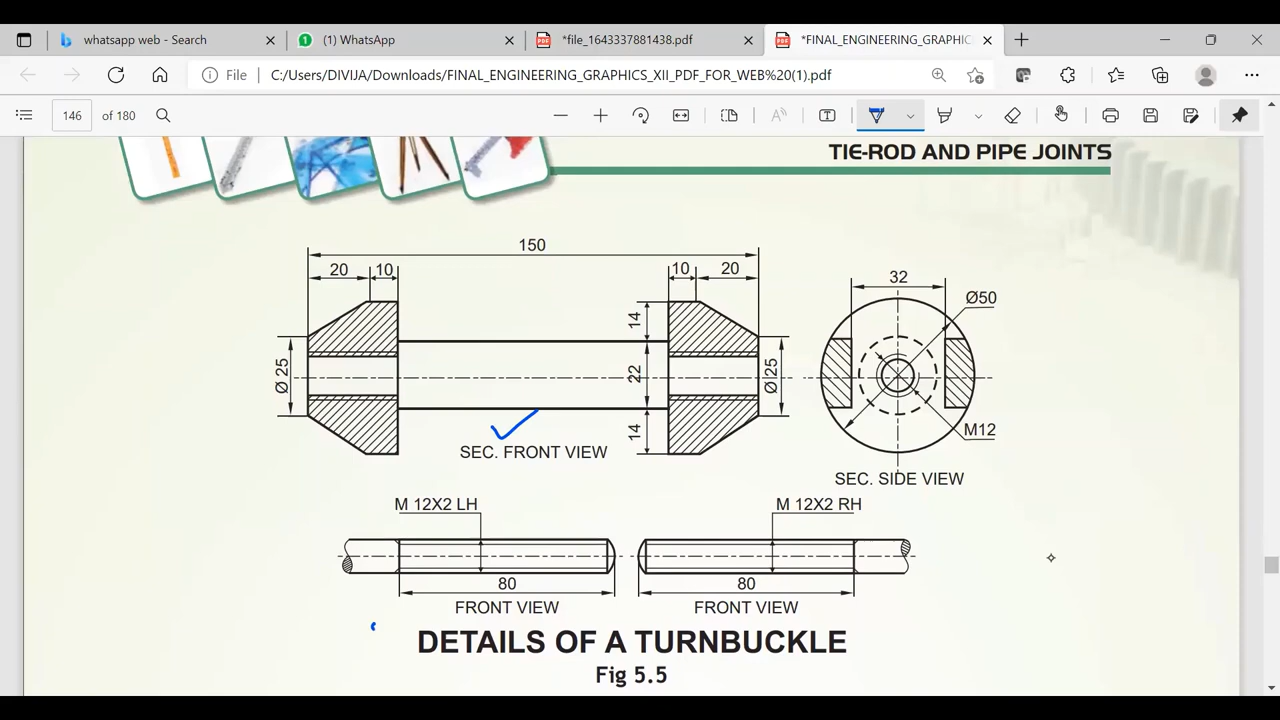 whatsapp web - Search
(1) WhatsApp
*file_1643337881438.pdf
*FINAL_ENGINEERING_GRAPHIC
File
C:/Users/DIVIJA/Downloads/FINAL_ENGINEERING_GRAPHICS_XII_PDF_FOR_WEB%20(1).pdf
146 of 180
TIE-ROD AND PIPE JOINTS
150
20 10 10 20
32
Ø50
14
Ø 25
22
Ø 25
14
M12
SEC. FRONT VIEW
SEC. SIDE VIEW
M 12X2 LH
M 12X2 RH
80
80
FRONT VIEW
FRONT VIEW
DETAILS OF A TURNBUCKLE
Fig 5.5